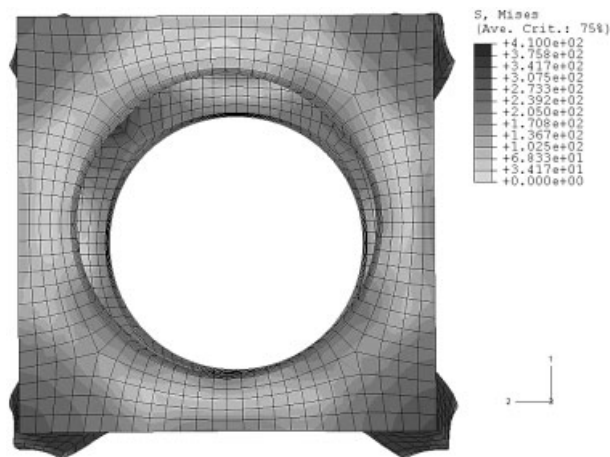 S, Mises
(Ave. Crit.: 75%)
+4.100e+02
+3.758e+02
+3.417e+02
+3.075e+02
+2.733e+02
+2.392e+02
+2.050e+02
+1.708e+02
+1.367e+02
+1.025e+02
+6.833e+01
+3.417e+01
+0.000e+00
1
2